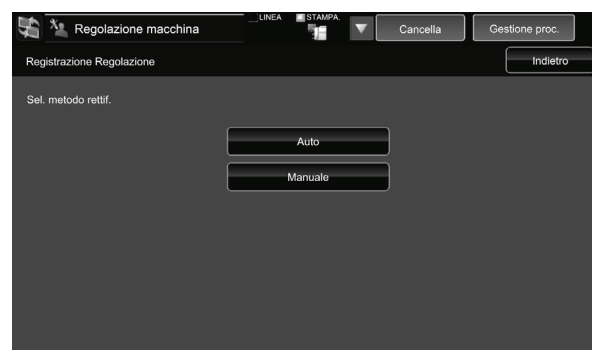 Regolazione macchina LINEA STAMPA. Cancella Gestione proc.
Registrazione Regolazione Indietro
Sel. metodo rettif.
Auto
Manuale